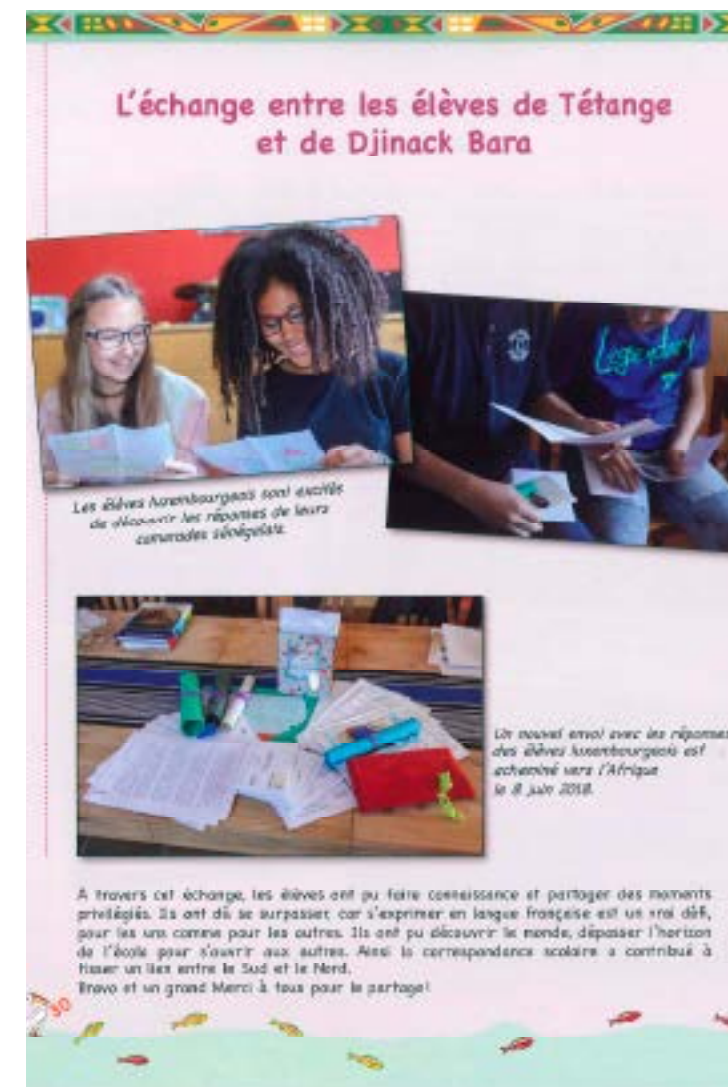 L'échange entre les élèves de Tétange
et de Djinack Bara
Legendary
Les élèves luxembourgeois sont excités
de découvrir les réponses de leurs
camarades sénégalais.
Un nouvel envoi avec les réponses
des élèves luxembourgeois est
acheminé vers l'Afrique
le 8 juin 2018.
À travers cet échange, les élèves ont pu faire connaissance et partager des moments
privilégiés. Ils ont dû se surpasser, car s'exprimer en langue française est un vrai défi,
pour les uns comme pour les autres. Ils ont pu découvrir le monde, dépasser l'horizon
de l'école pour s'ouvrir aux autres. Ainsi la correspondance scolaire a contribué à
tisser un lien entre le Sud et le Nord.
Bravo et un grand Merci à tous pour le partage!
30